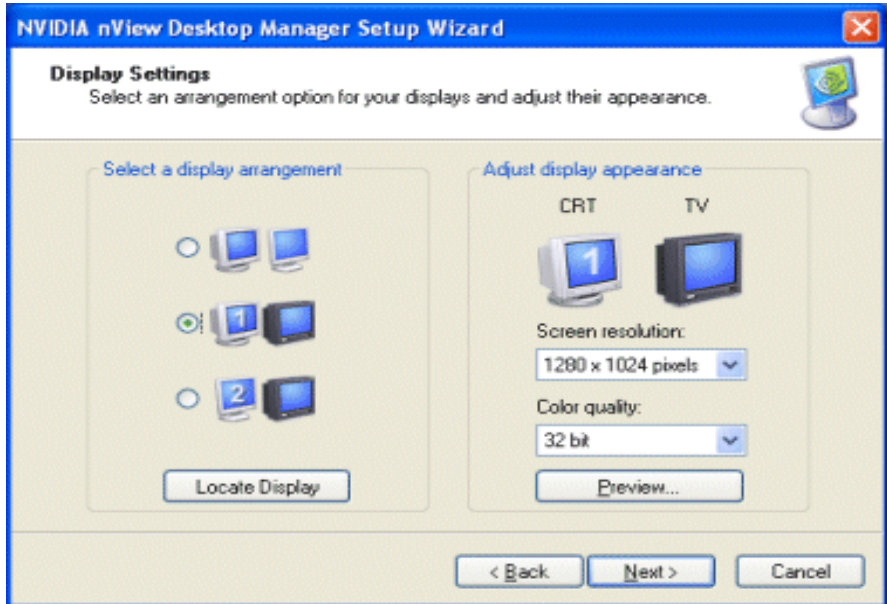 NVIDIA nView Desktop Manager Setup Wizard
Display Settings
Select an arrangement option for your displays and adjust their appearance.
Select a display arrangement
1
2
Locate Display
Adjust display appearance
CRT TV
1
Screen resolution:
1280 x 1024 pixels
Color quality:
32 bit
Preview...
< Back Next > Cancel